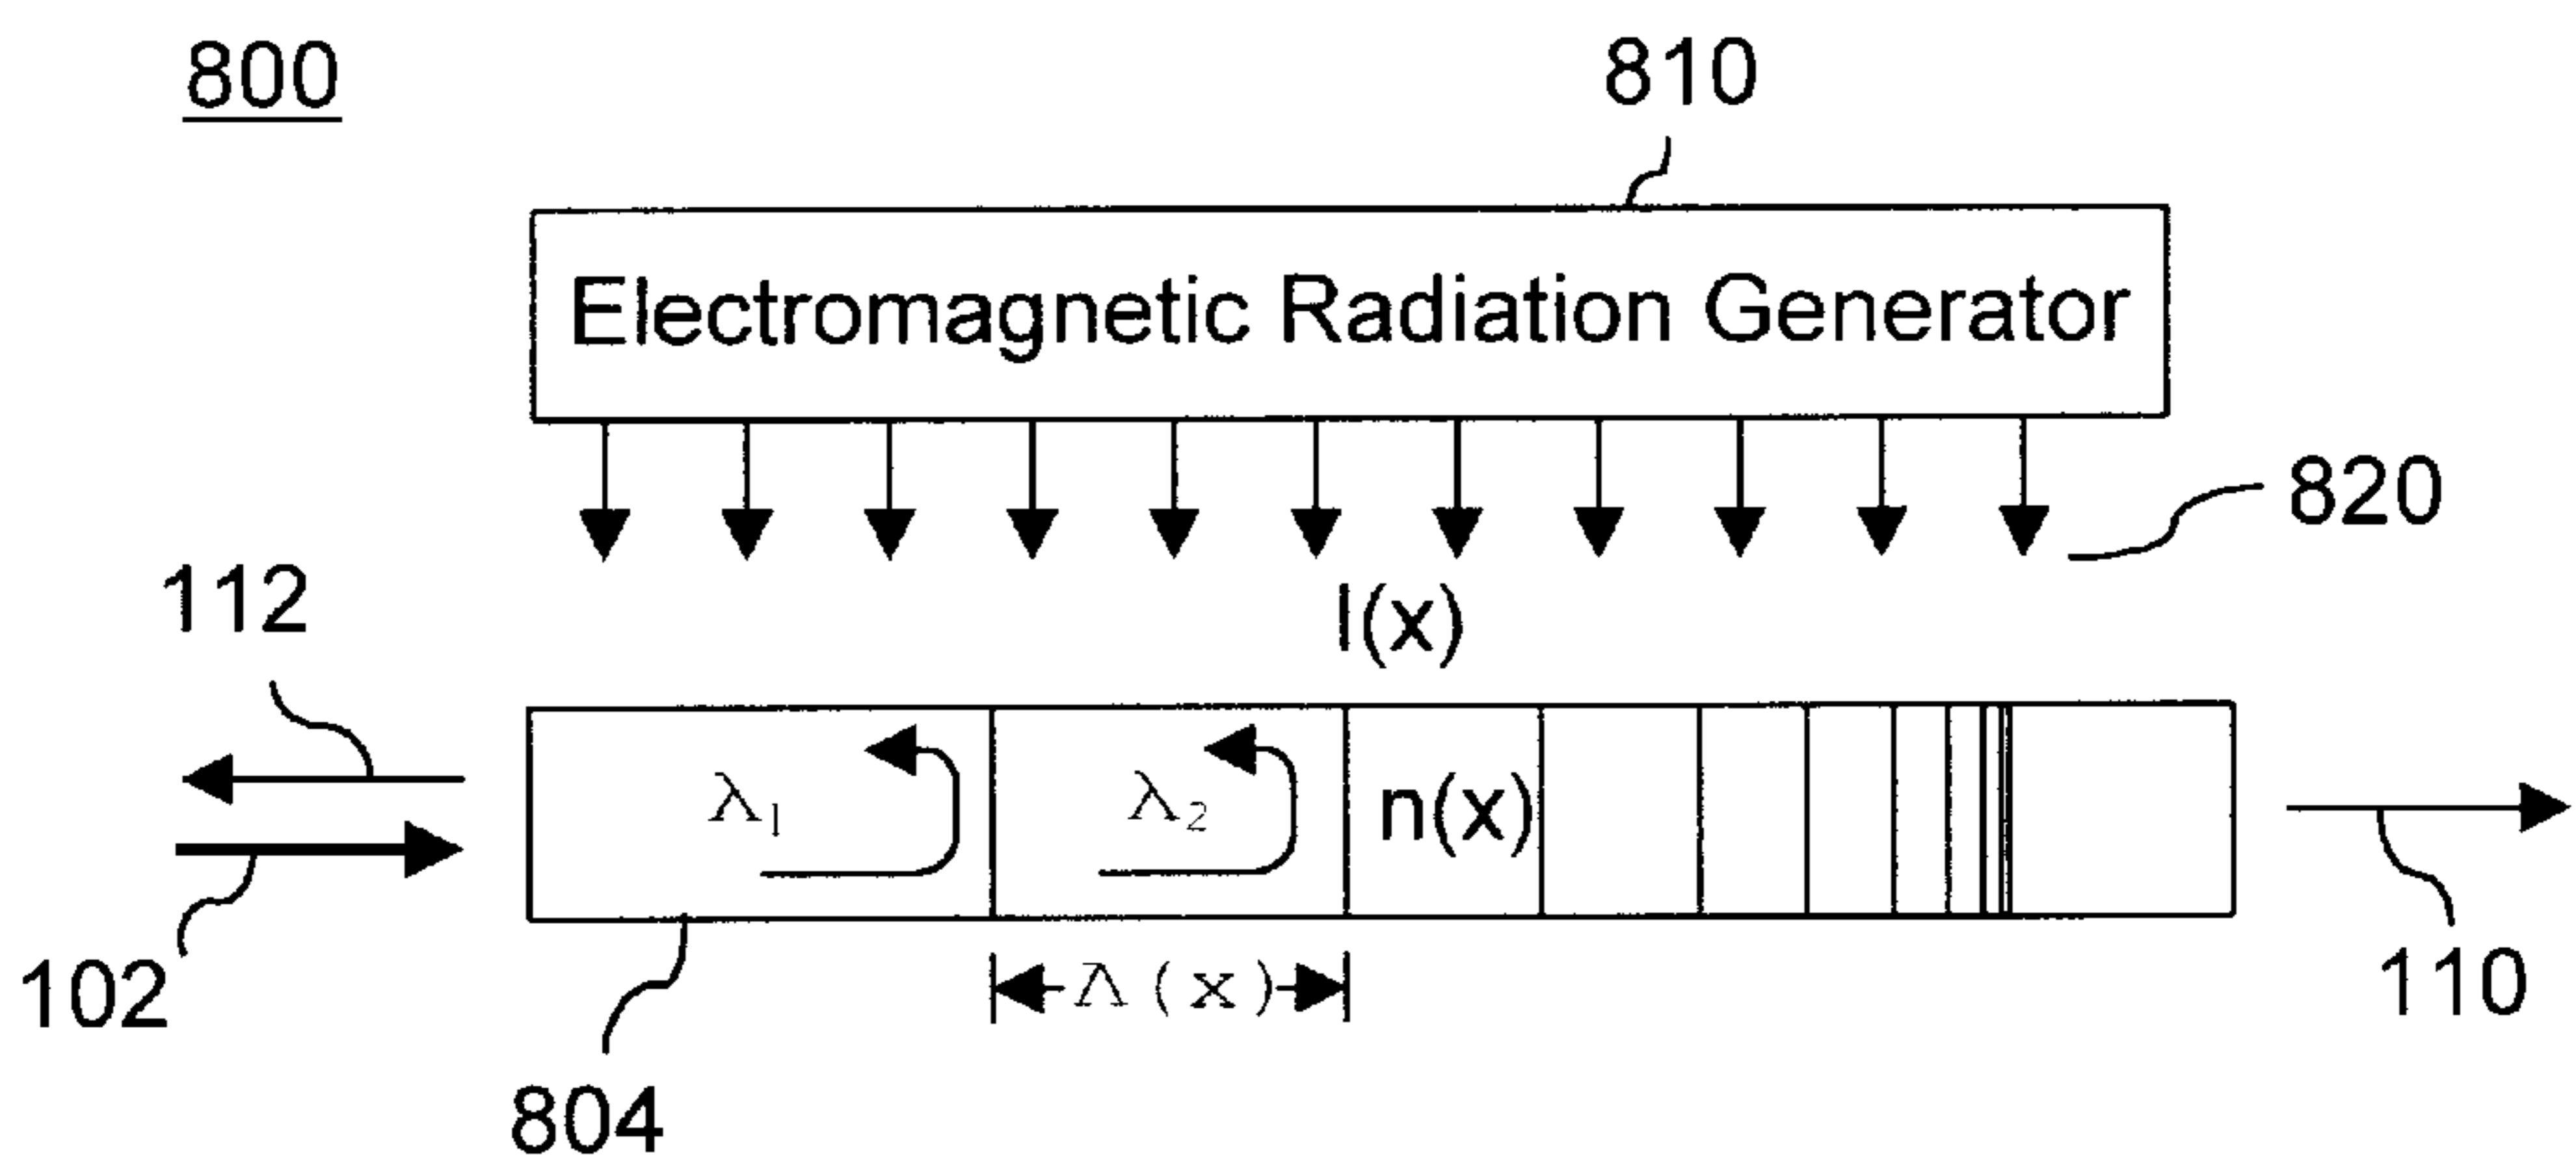 800
810
Electromagnetic Radiation Generator
820
112
I(x)
λ1
λ2
n(x)
102
Λ(x)
110
804